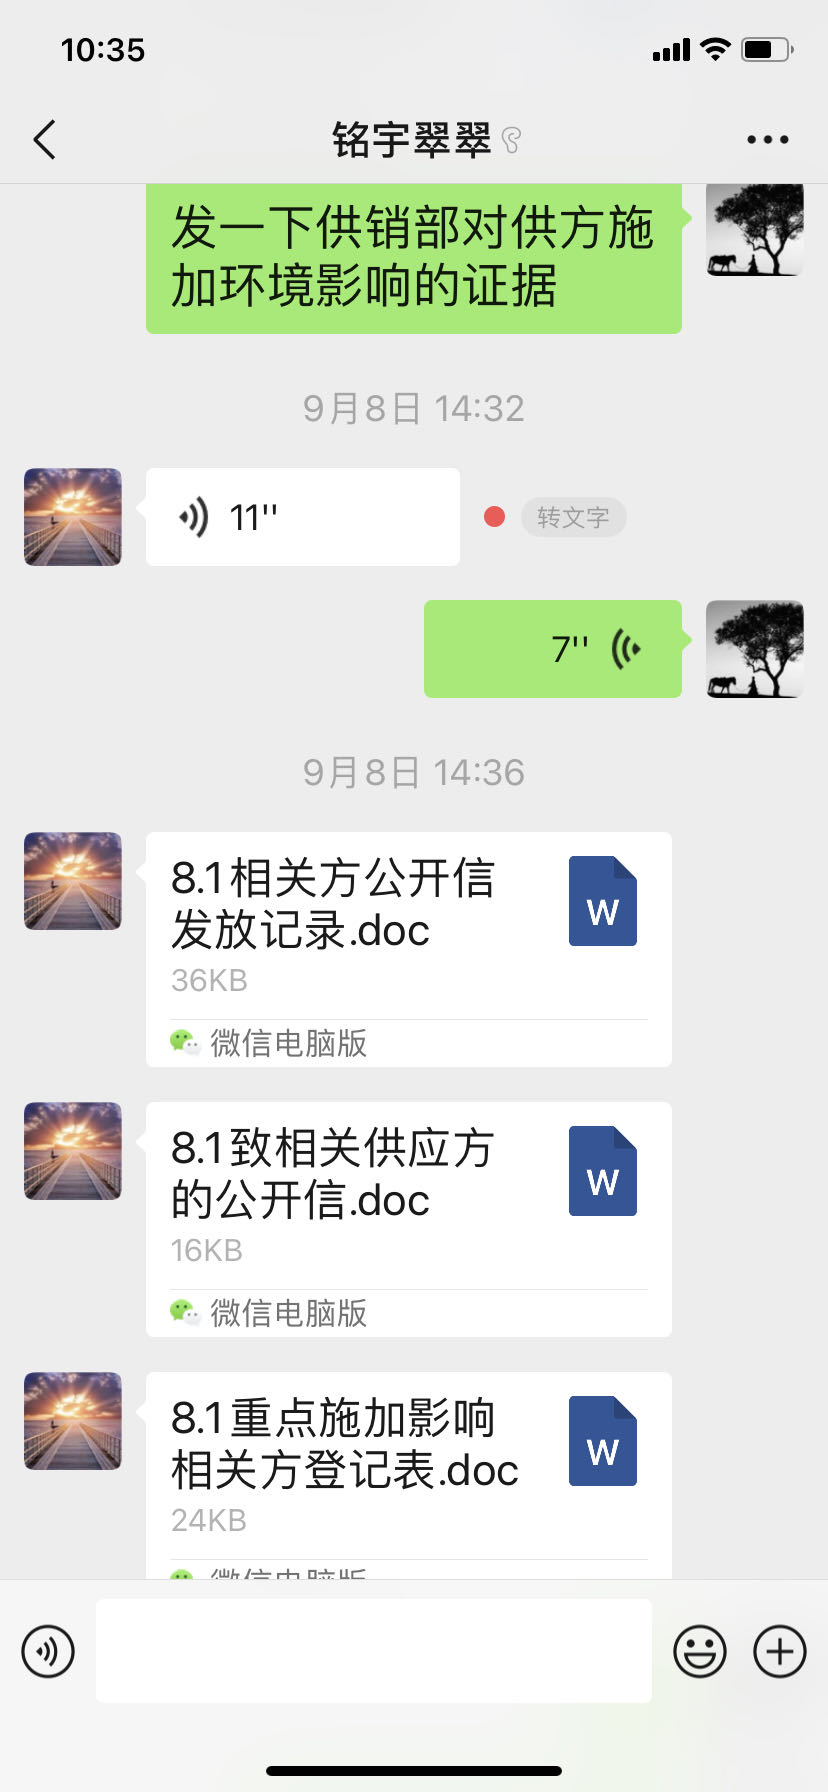 10:35
铭宇翠翠
发一下供销部对供方施
加环境影响的证据
9月8日 14:32
11''
转文字
7''
9月8日 14:36
8.1相关方公开信
发放记录.doc
W
36KB
微信电脑版
8.1致相关供应方
的公开信.doc
W
16KB
微信电脑版
8.1重点施加影响
相关方登记表.doc
W
24KB
微信电脑版